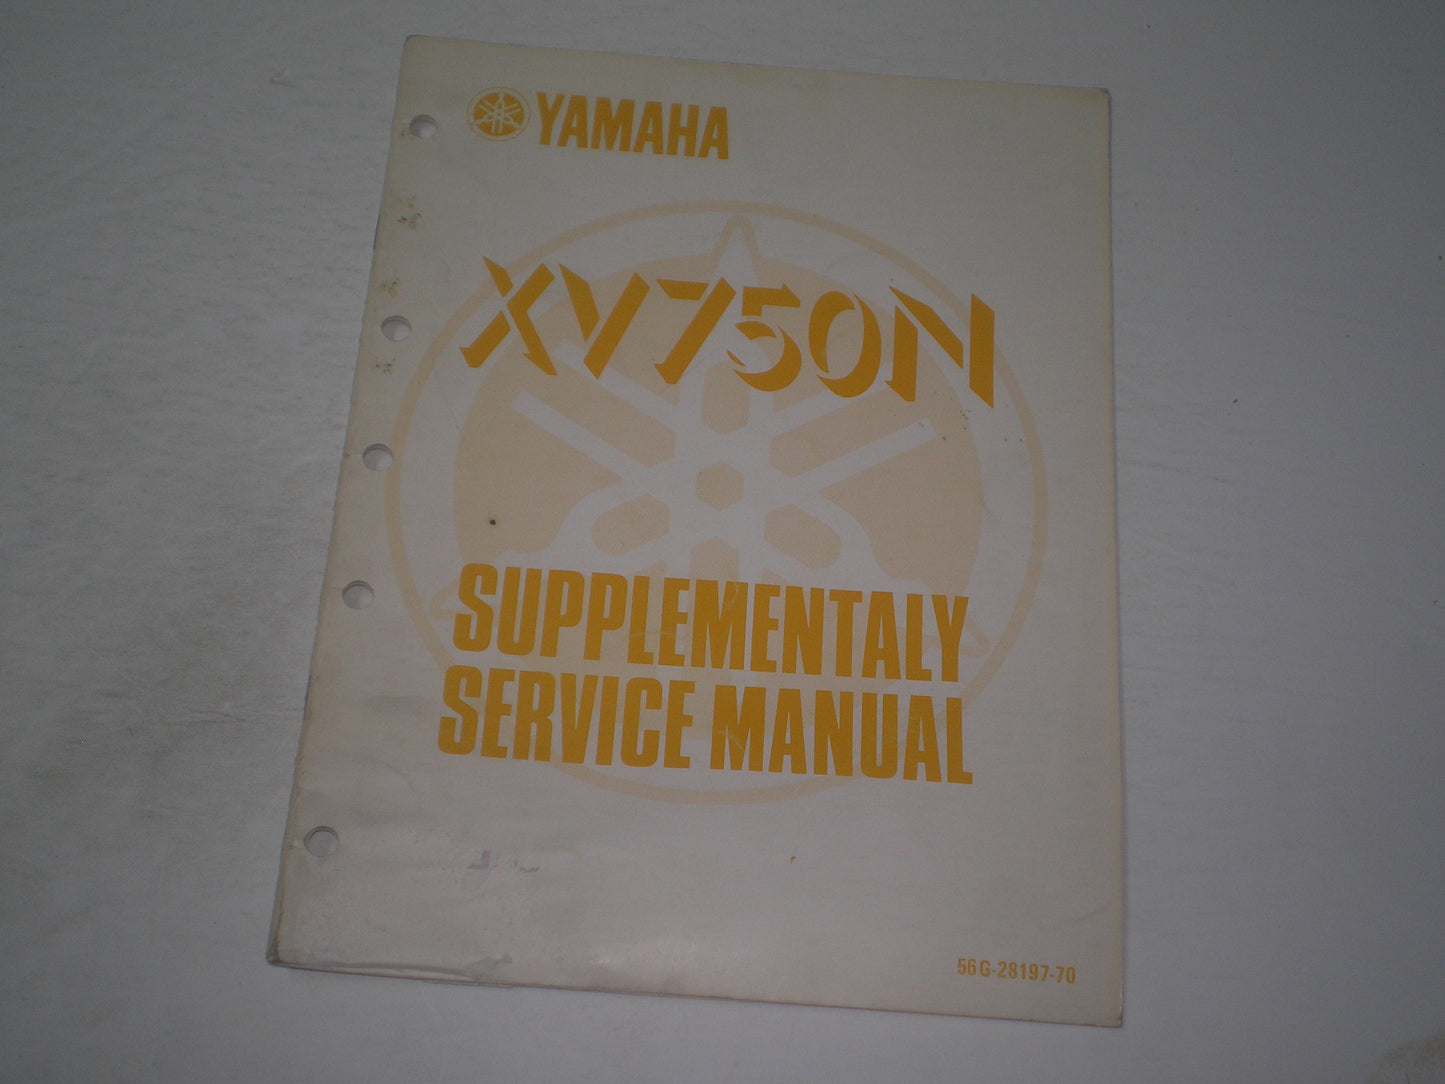 YAMAHA
XV750N
SUPPLEMENTALY
SERVICE MANUAL
56G-28197-70